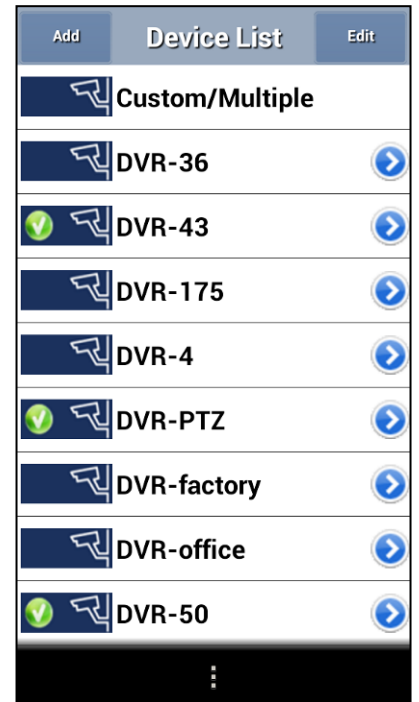 Add Device List Edit
Custom/Multiple
DVR-36
DVR-43
DVR-175
DVR-4
DVR-PTZ
DVR-factory
DVR-office
DVR-50